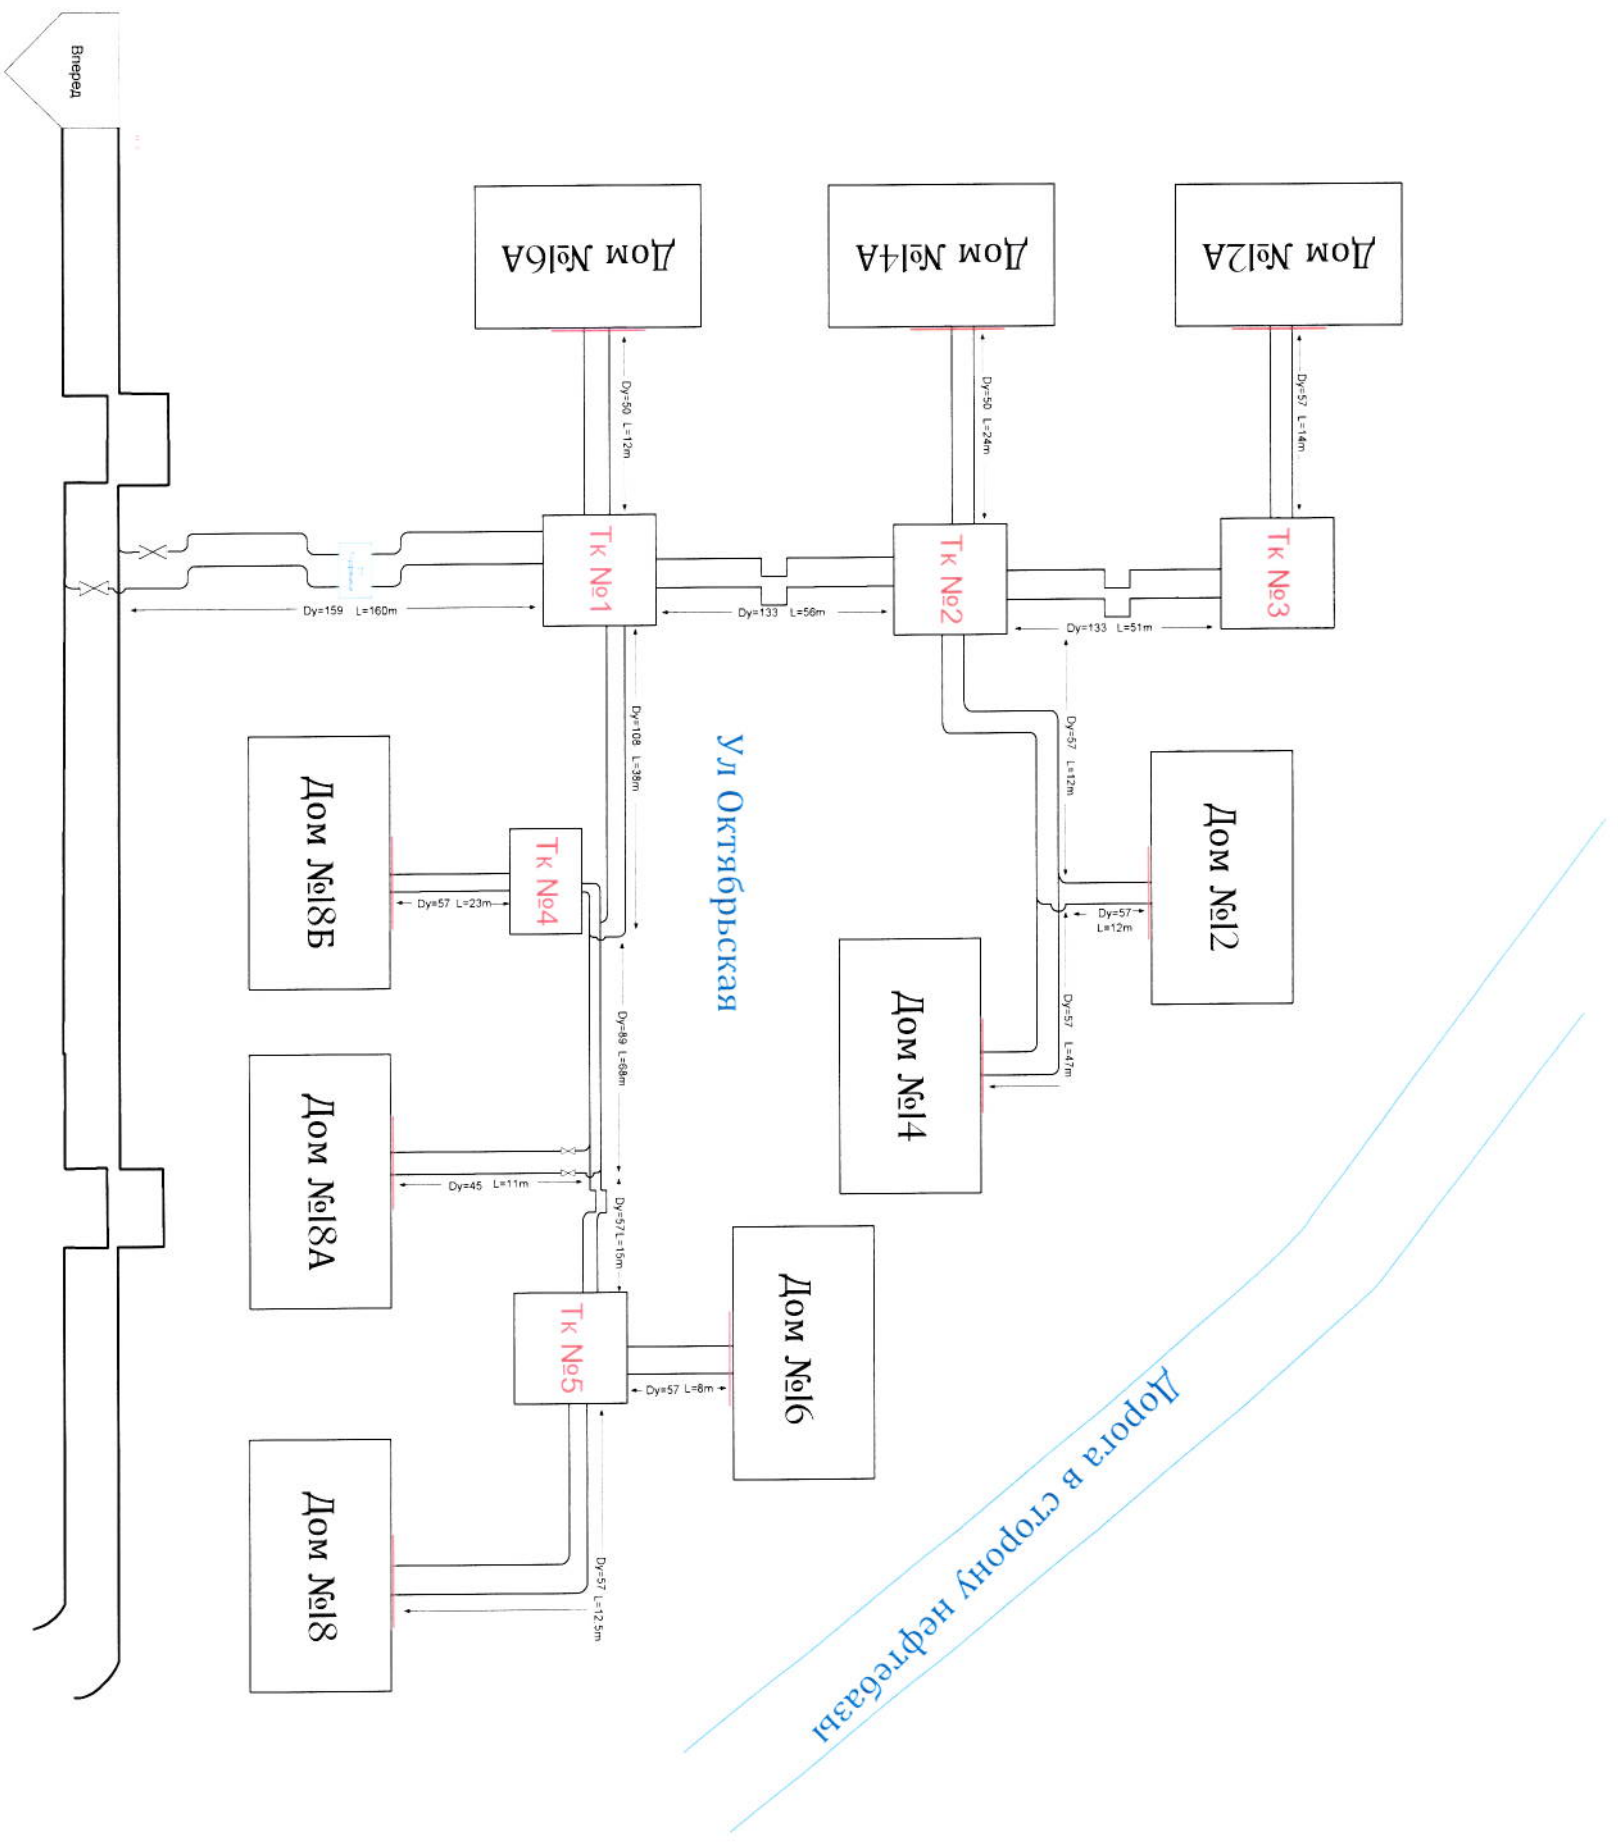 Вперед
Дом №16А
Дом №14А
Дом №12А
Dy=50 L=12m
Dy=50 L=24m
Dy=57 L=14m
Тк №1
Тк №2
Тк №3
Dy=159 L=160m
Dy=133 L=56m
Dy=133 L=51m
Dy=108 L=38m
Ул Октябрьская
Dy=57 L=12m
Дом №12
Dy=57
L=12m
Дом №18Б
Тк №4
Dy=57 L=23m
Dy=89 L=68m
Дом №14
Dy=57 L=47m
Дом №18А
Dy=45 L=11m
Dy=57 L=15m
Тк №5
Дом №16
Dy=57 L=8m
Дом №18
Dy=57 L=12.5m
Дорога в сторону нефтебазы